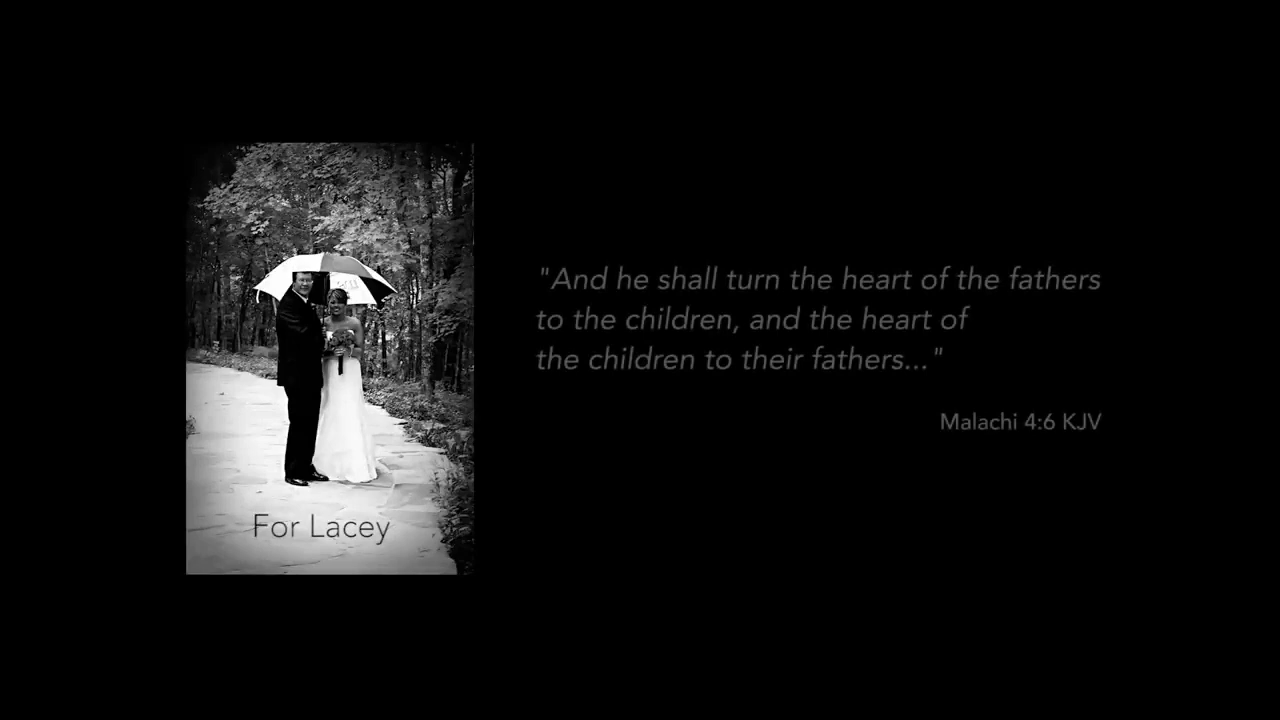 "And he shall turn the heart of the fathers
to the children, and the heart of
the children to their fathers..."
Malachi 4:6 KJV
For Lacey